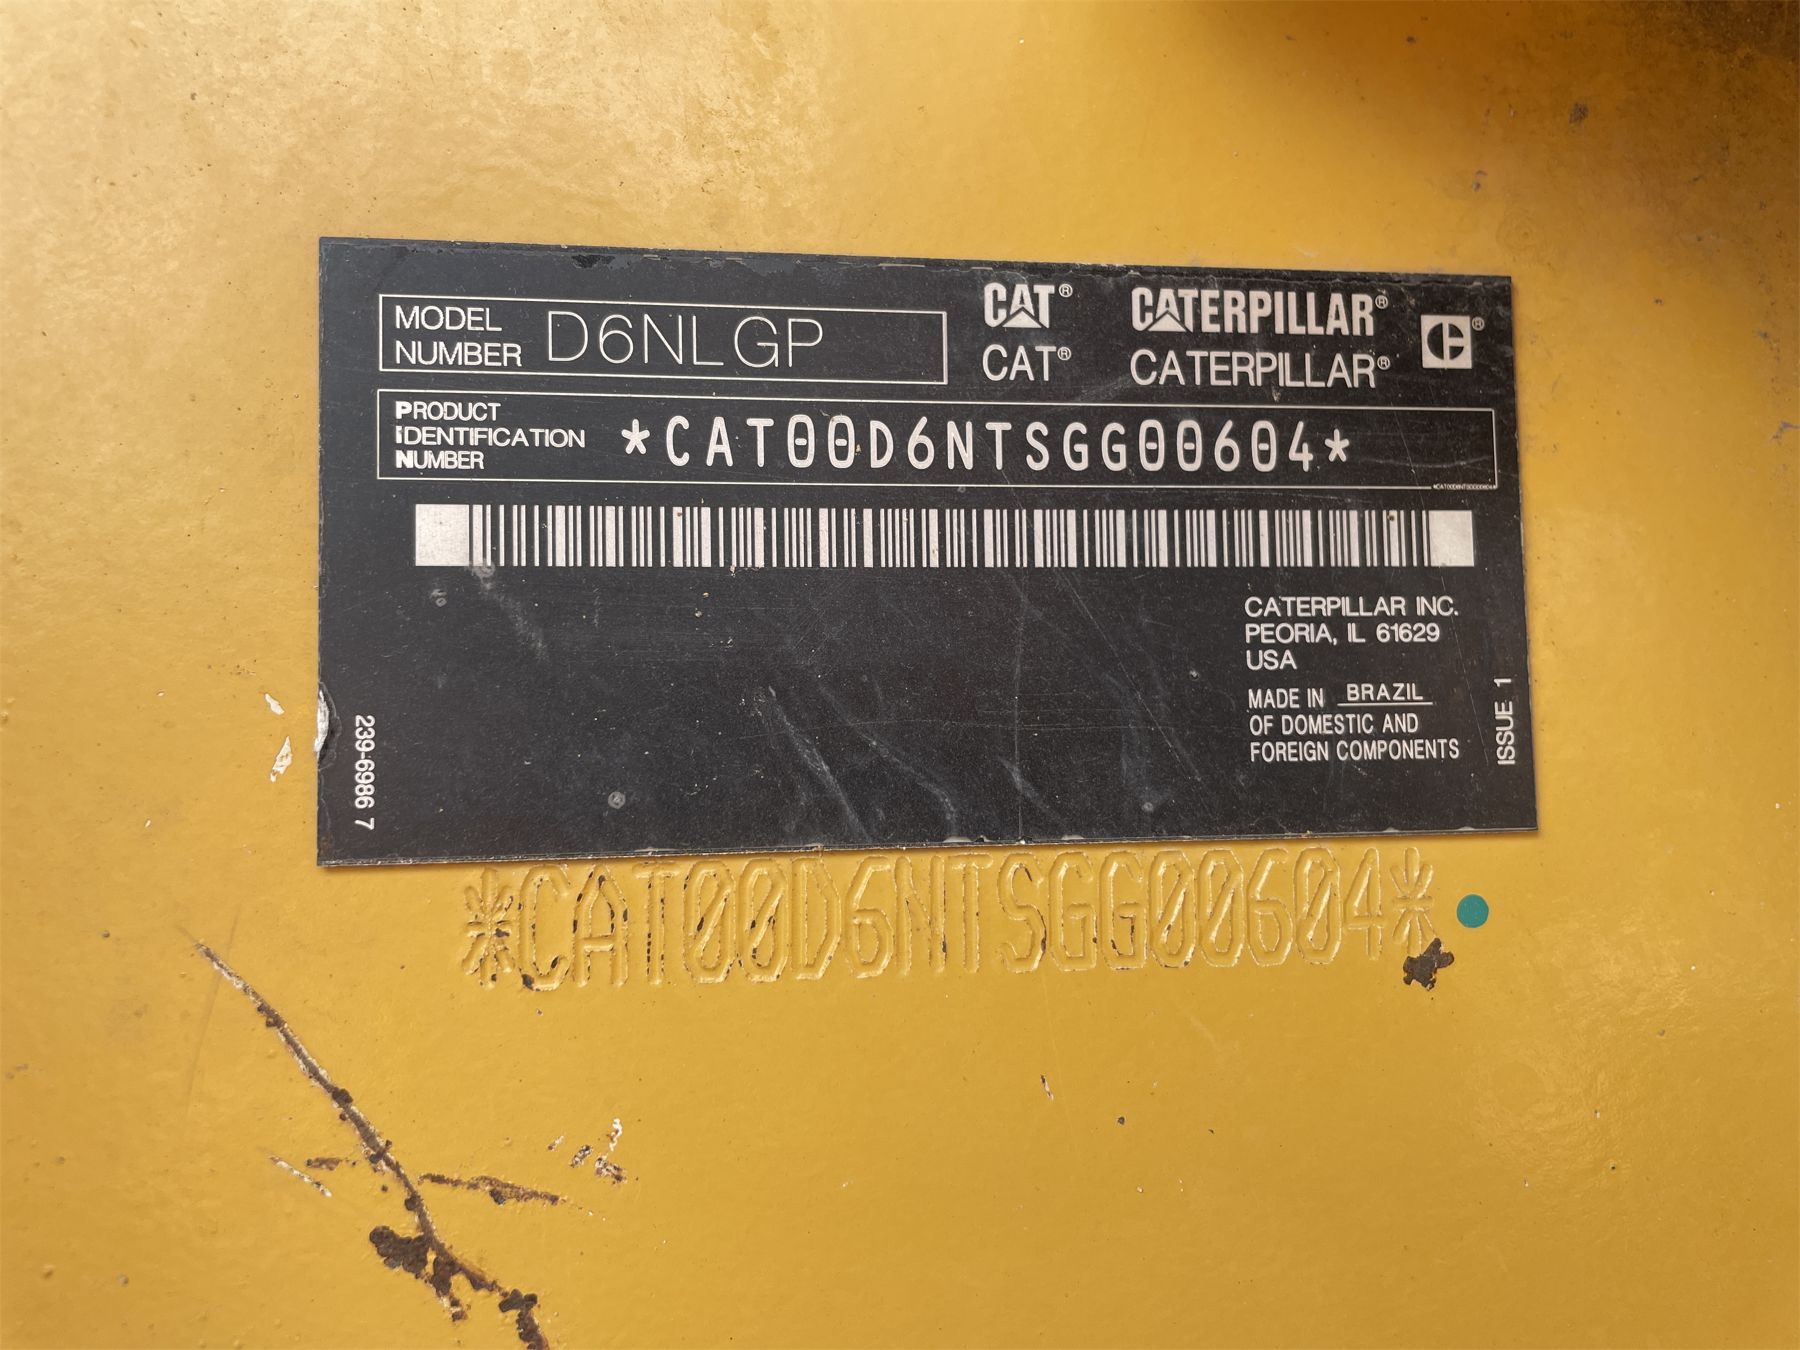 MODEL NUMBER D6NLGP
CAT® CATERPILLAR®
CAT® CATERPILLAR®
PRODUCT IDENTIFICATION NUMBER *CAT00D6NTSGG00604*
CATERPILLAR INC.
PEORIA, IL 61629
USA
MADE IN BRAZIL
OF DOMESTIC AND
FOREIGN COMPONENTS
ISSUE 1
239-6986 7
*CAT00D6NTSGG00604*